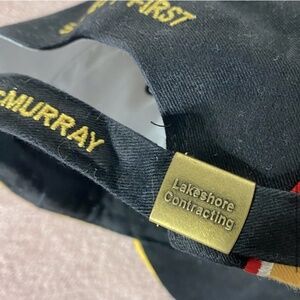 FIRST
MURRAY
Lakeshore
Contracting